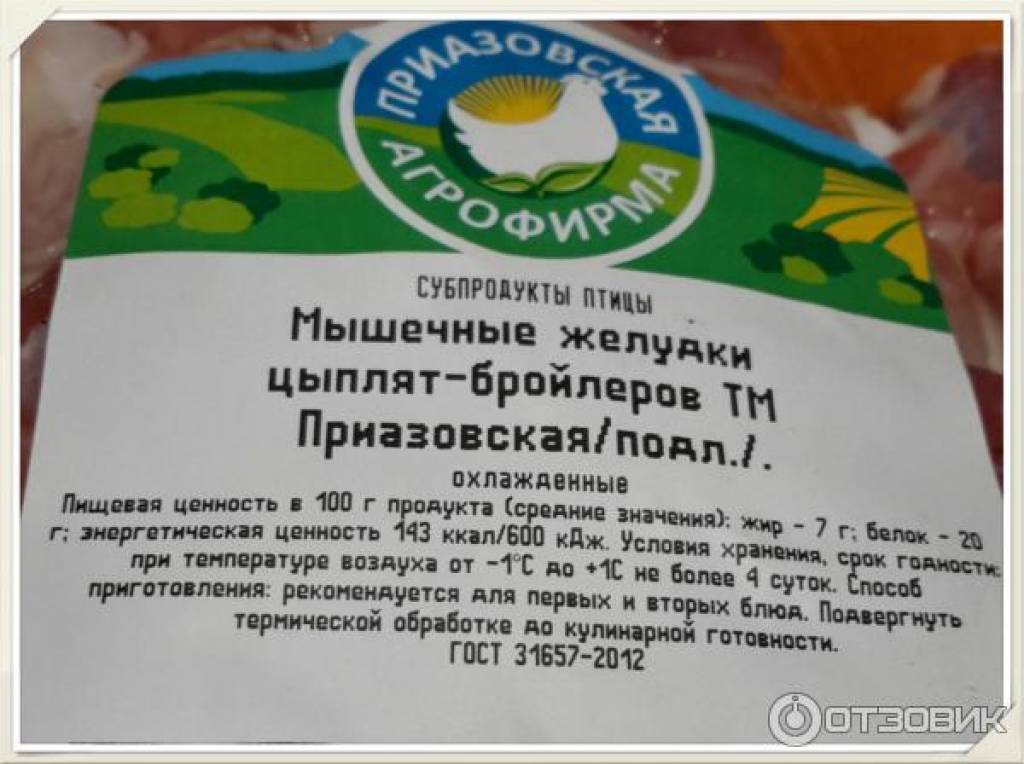 ПРИАЗОВСКАЯ
АГРОФИРМА
СУБПРОДУКТЫ ПТИЦЫ
Мышечные желудки
цыплят-бройлеров ТМ
Приазовская/подл./.
охлажденные
Пищевая ценность в 100 г продукта (средние значения): жир - 7 г; белок - 20
г; энергетическая ценность 143 ккал/600 кДж. Условия хранения, срок годности:
при температуре воздуха от -1°С до +1С не более 4 суток. Способ
приготовления: рекомендуется для первых и вторых блюд. Подвергнуть
термической обработке до кулинарной готовности.
ГОСТ 31657-2012
ОТЗОВИК